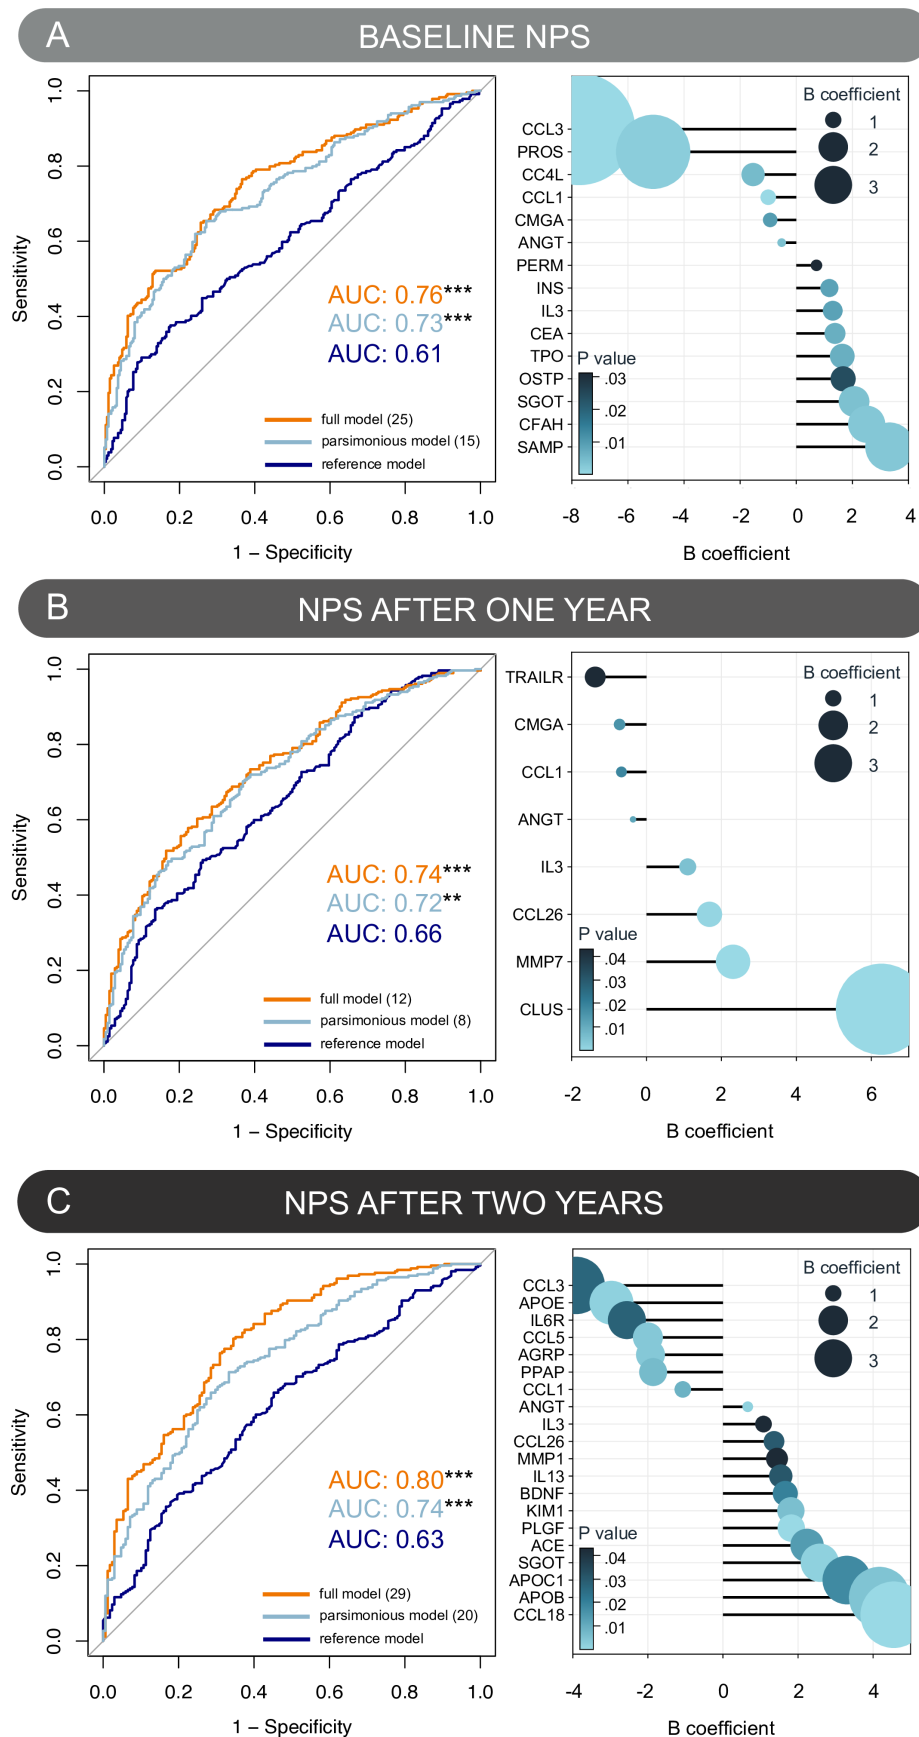 A
BASELINE NPS
Sensitivity
0.0 0.2 0.4 0.6 0.8 1.0
AUC: 0.76***
AUC: 0.73***
AUC: 0.61
full model (25)
parsimonious model (15)
reference model
0.0 0.2 0.4 0.6 0.8 1.0
1 − Specificity
CCL3
PROS
CC4L
CCL1
CMGA
ANGT
PERM
INS
IL3
CEA
TPO
OSTP
SGOT
CFAH
SAMP
B coefficient
1
2
3
P value
.03
.02
.01
-8 -6 -4 -2 0 2 4
B coefficient
B
NPS AFTER ONE YEAR
Sensitivity
0.0 0.2 0.4 0.6 0.8 1.0
AUC: 0.74***
AUC: 0.72**
AUC: 0.66
full model (12)
parsimonious model (8)
reference model
0.0 0.2 0.4 0.6 0.8 1.0
1 − Specificity
TRAILR
CMGA
CCL1
ANGT
IL3
CCL26
MMP7
CLUS
B coefficient
1
2
3
P value
.04
.03
.02
.01
-2 0 2 4 6
B coefficient
C
NPS AFTER TWO YEARS
Sensitivity
0.0 0.2 0.4 0.6 0.8 1.0
AUC: 0.80***
AUC: 0.74***
AUC: 0.63
full model (29)
parsimonious model (20)
reference model
0.0 0.2 0.4 0.6 0.8 1.0
1 − Specificity
CCL3
APOE
IL6R
CCL5
AGRP
PPAP
CCL1
ANGT
IL3
CCL26
MMP1
IL13
BDNF
KIM1
PLGF
ACE
SGOT
APOC1
APOB
CCL18
B coefficient
1
2
3
P value
.04
.03
.02
.01
-4 -2 0 2 4
B coefficient